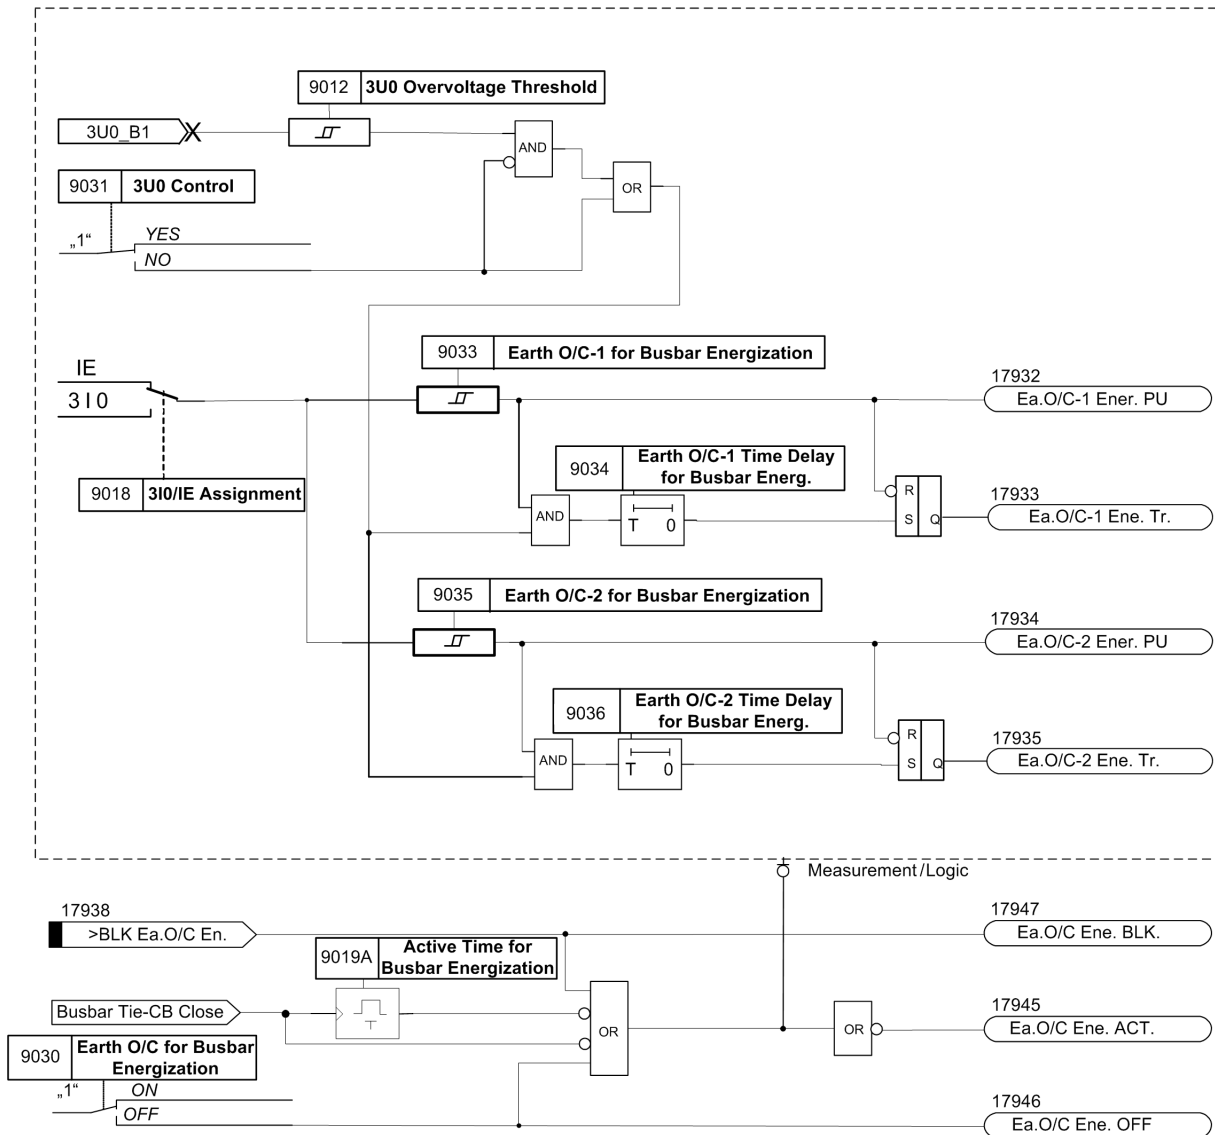 9012 3U0 Overvoltage Threshold
3U0_B1
AND
9031 3U0 Control
OR
„1“
YES
NO
9033 Earth O/C-1 for Busbar Energization
IE
3I0
17932
Ea.O/C-1 Ener. PU
9034 Earth O/C-1 Time Delay
for Busbar Energ.
9018 3I0/IE Assignment
R
17933
AND
T 0
S Q
Ea.O/C-1 Ene. Tr.
9035 Earth O/C-2 for Busbar Energization
17934
Ea.O/C-2 Ener. PU
9036 Earth O/C-2 Time Delay
for Busbar Energ.
R
17935
AND
T 0
S Q
Ea.O/C-2 Ene. Tr.
Measurement/Logic
17938
>BLK Ea.O/C En.
17947
Ea.O/C Ene. BLK.
9019A Active Time for
Busbar Energization
Busbar Tie-CB Close
T
OR
OR
17945
Ea.O/C Ene. ACT.
9030 Earth O/C for Busbar
Energization
„1“
ON
OFF
17946
Ea.O/C Ene. OFF